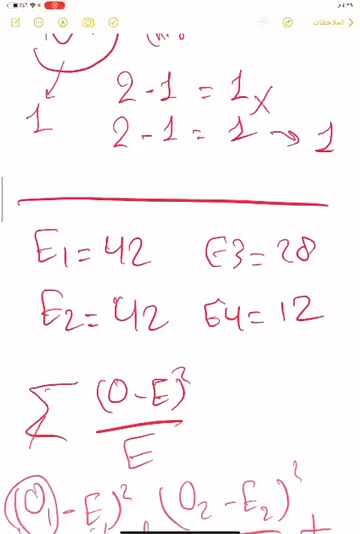 الملاحظات
2-1 = 1x
1
2-1 = 1 → 1
E1 = 42 E3 = 28
E2 = 42 E4 = 12
Σ (O-E)²
E
(O1 - E1)² (O2 - E2)²